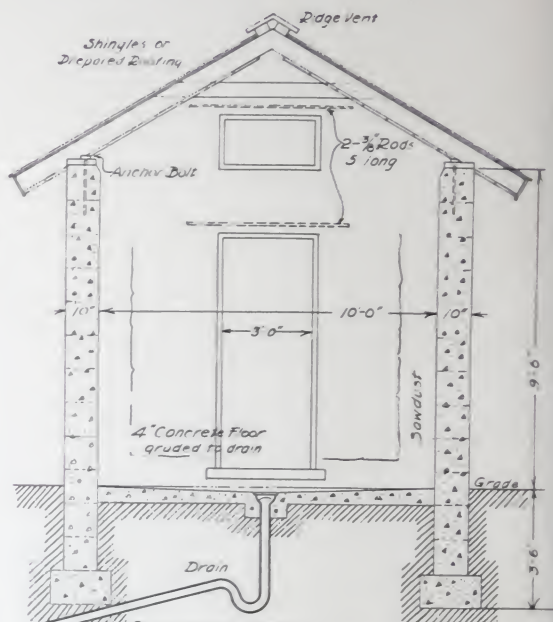 Ridge Vent
Shingles or
Prepared Roofing
2-3/8" Rods
5' long
Anchor Bolt
10"
10'-0"
10"
3'-0"
9'-6"
Sawdust
4" Concrete Floor
graded to drain
Grade
3'-6"
Drain